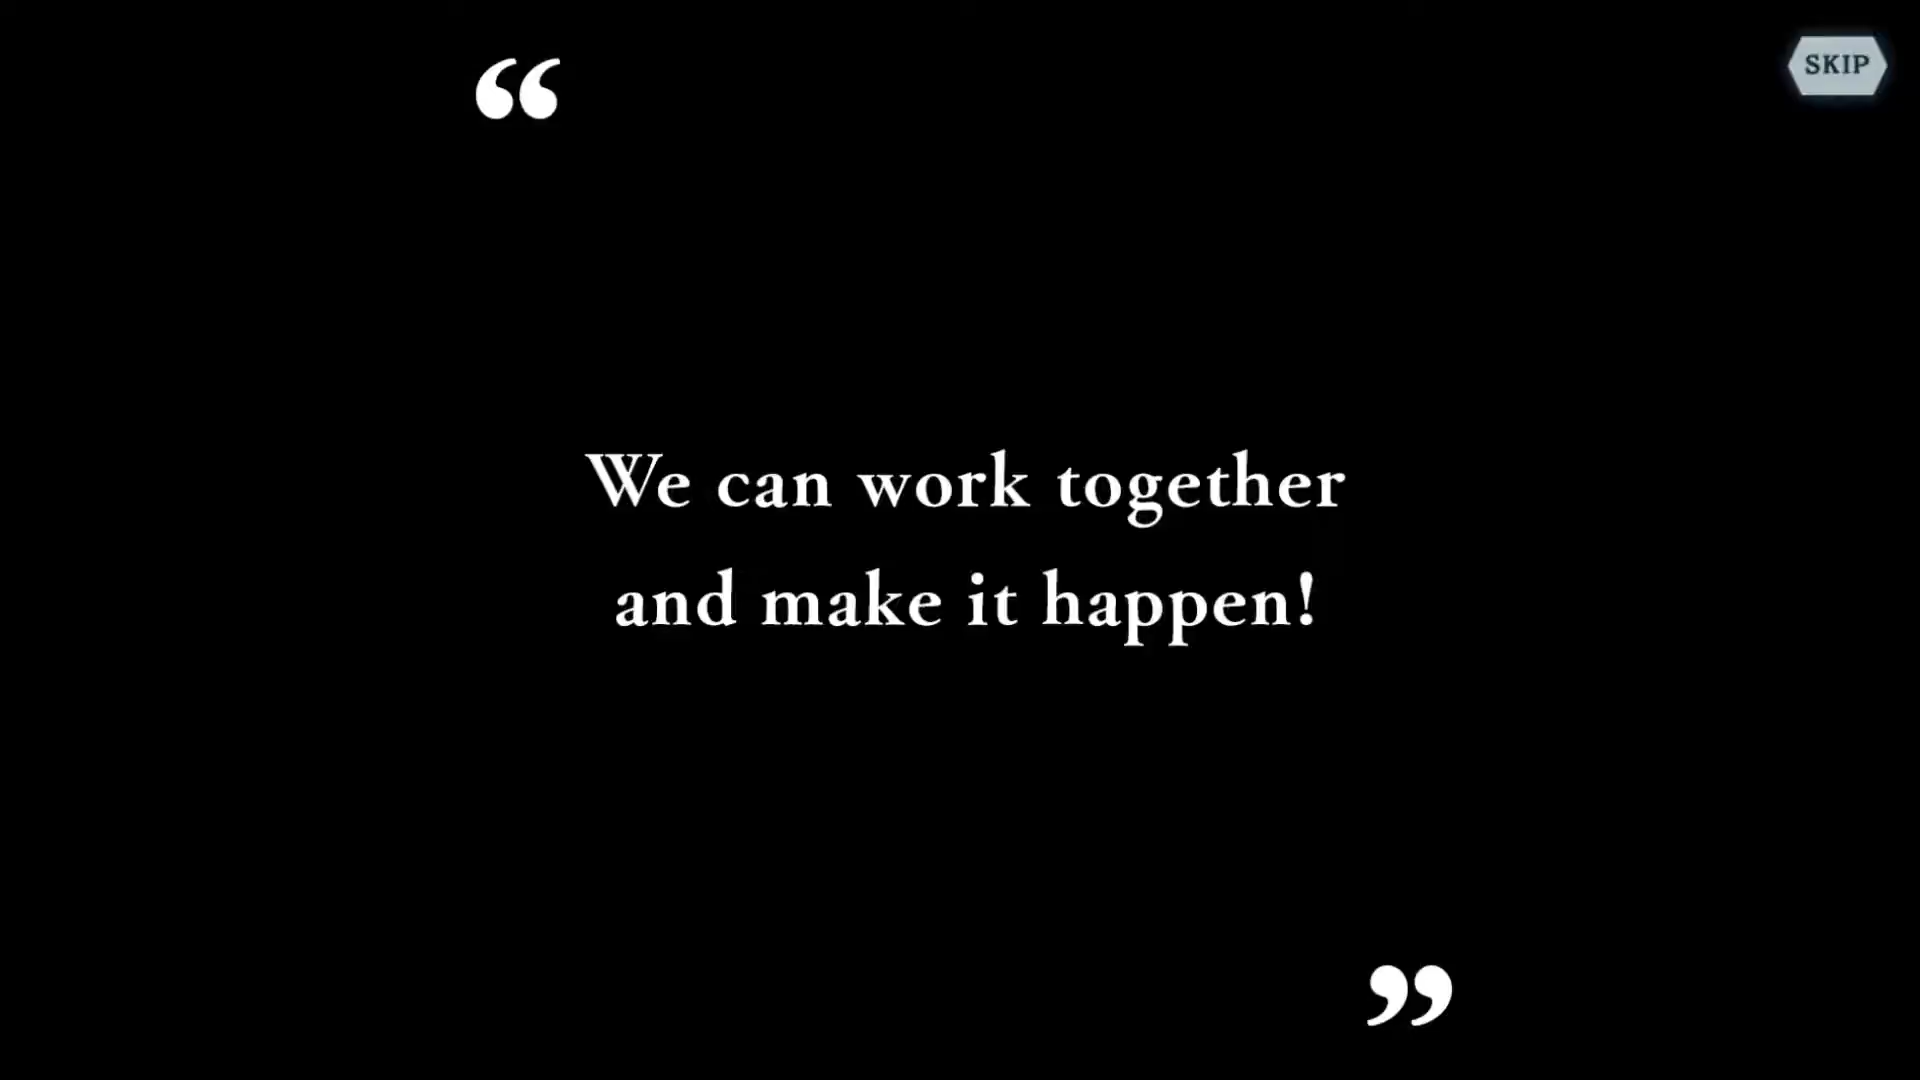 SKIP
“
We can work together
and make it happen!
”